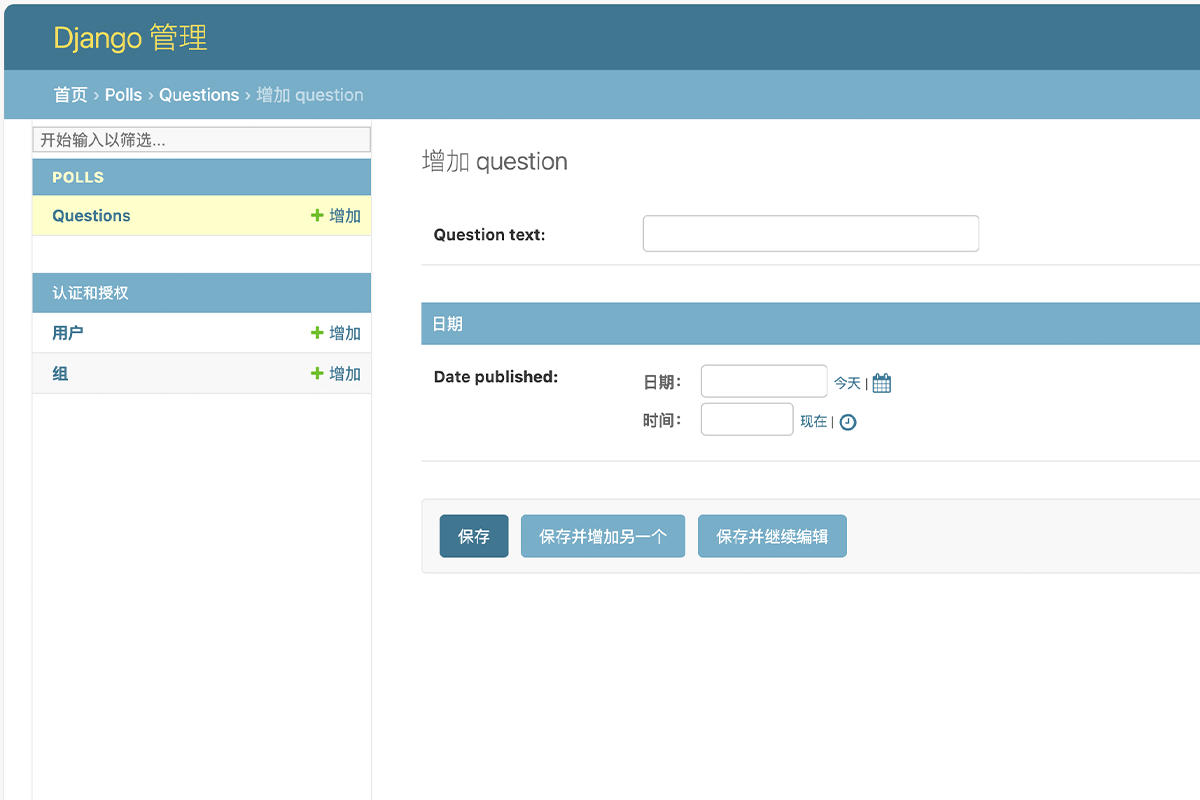 Django 管理
首页 › Polls › Questions › 增加 question
开始输入以筛选...
POLLS
Questions
增加
认证和授权
用户
增加
组
增加
增加 question
Question text:
日期
Date published:
日期：
今天 |
时间：
现在 |
保存
保存并增加另一个
保存并继续编辑